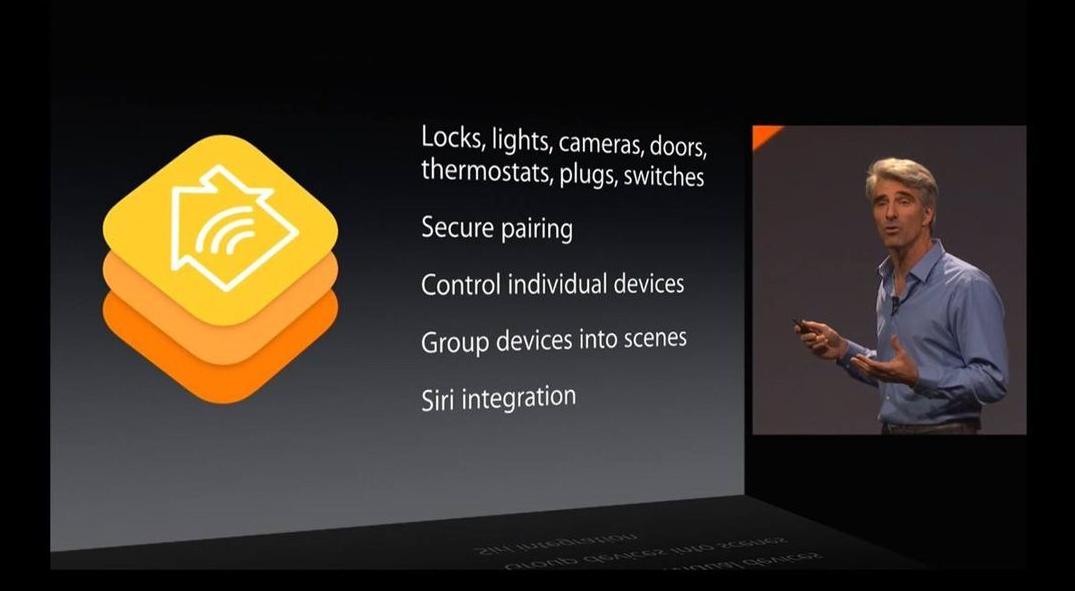 Locks, lights, cameras, doors,
thermostats, plugs, switches
Secure pairing
Control individual devices
Group devices into scenes
Siri integration